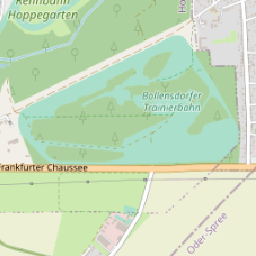 Rennbahn
Hoppegarten
Bollensdorfer
Trainierbahn
Frankfurter Chaussee
Oder-Spree